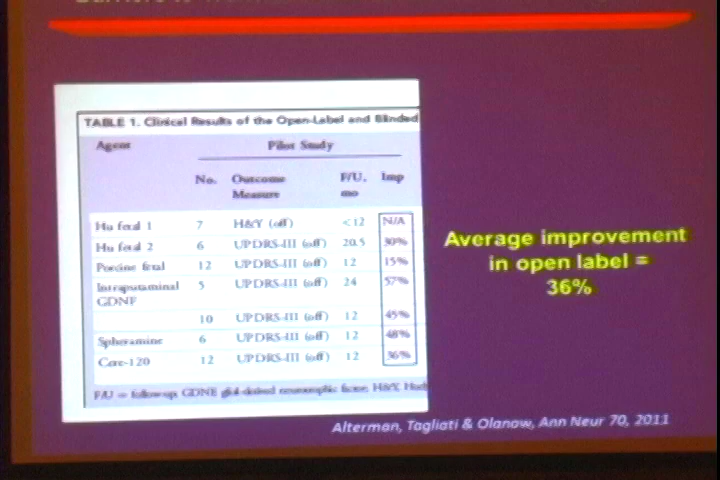 TABLE 1. Clinical Results of the Open-Label and Blinded
Agent Pilot Study
No. Outcome F/U, Imp
Measure mo
Hu fetal 1 7 H&Y (off) <12 N/A
Hu fetal 2 6 UPDRS-III (off) 20.5 30%
Porcine fetal 12 UPDRS-III (off) 12 15%
Intraputaminal 5 UPDRS-III (off) 24 57%
GDNF
10 UPDRS-III (off) 12 45%
Spheramine 6 UPDRS-III (off) 12 48%
Cere-120 12 UPDRS-III (off) 12 36%
F/U = follow-up; GDNF glial-derived neurotrophic factor; H&Y,
Average improvement
in open label =
36%
Alterman, Tagliati & Olanow, Ann Neur 70, 2011